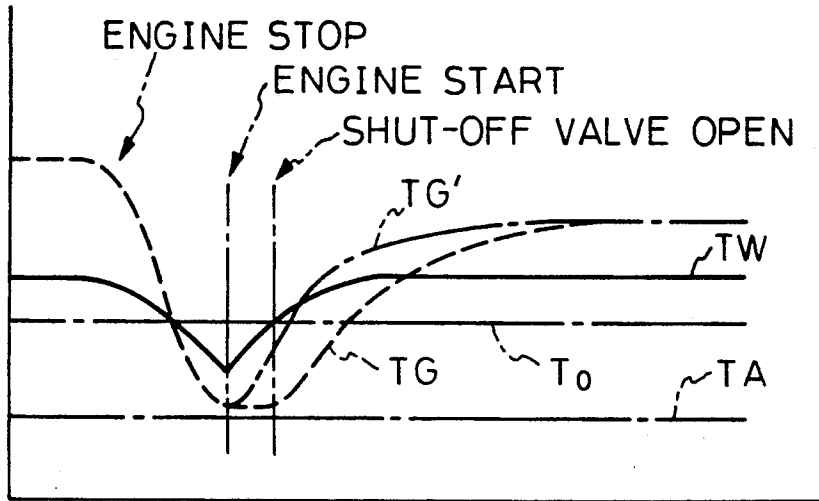 ENGINE STOP
ENGINE START
SHUT-OFF VALVE OPEN
TG'
TW
TG
T₀
TA